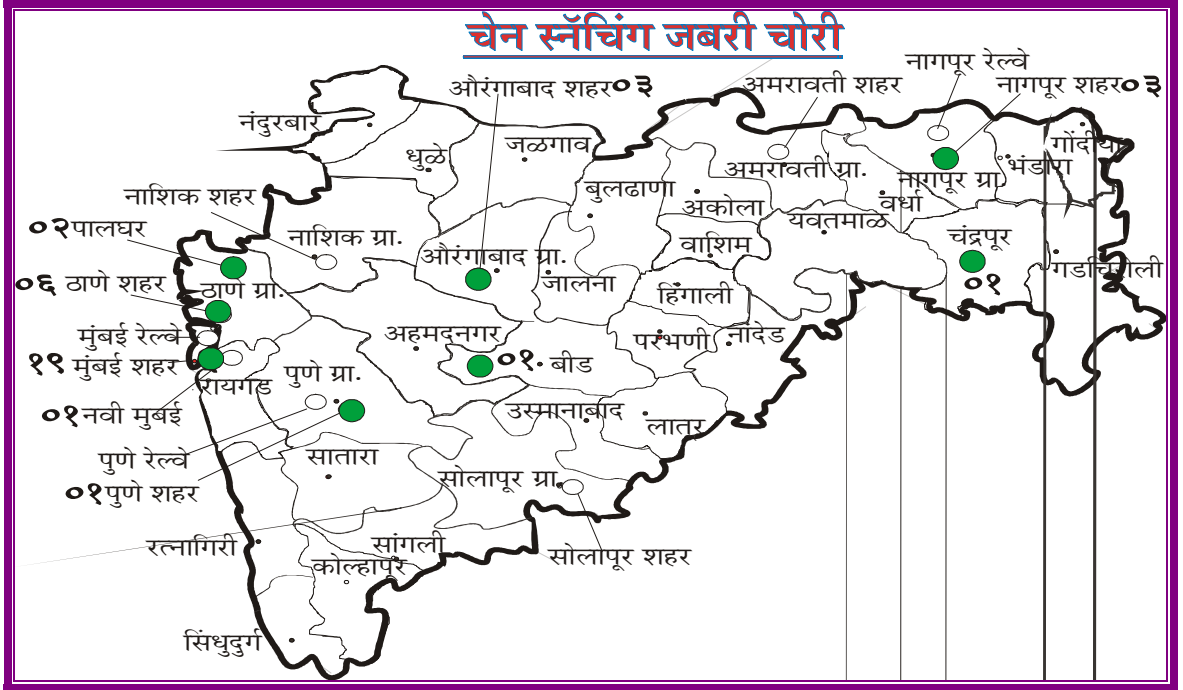 चेन स्नॅचिंग जबरी चोरी
नागपूर रेल्वे
औरंगाबाद शहर०३
अमरावती शहर
नागपूर शहर०३
नंदुरबार
धुळे
जळगाव
गोंदीया
भंडारा
अमरावती ग्रा.
नागपूर ग्रा
बुलढाणा
नाशिक शहर
अकोला
वर्धा
यवतमाळ
०२पालघर
नाशिक ग्रा.
वाशिम
चंद्रपूर
औरंगाबाद ग्रा.
गडचिरोली
०६ ठाणे शहर
ठाणे ग्रा.
जालना
हिंगाली
०१
मुंबई रेल्वे
अहमदनगर
परभणी
नांदेड
१९ मुंबई शहर
०१
बीड
रायगड
पुणे ग्रा.
०१नवी मुबंई
उस्मानाबाद
लातूर
पुणे रेल्वे
सातारा
सोलापूर ग्रा.
०१पुणे शहर
रत्नागिरी
सांगली
सोलापूर शहर
कोल्हापूर
सिंधुदुर्ग